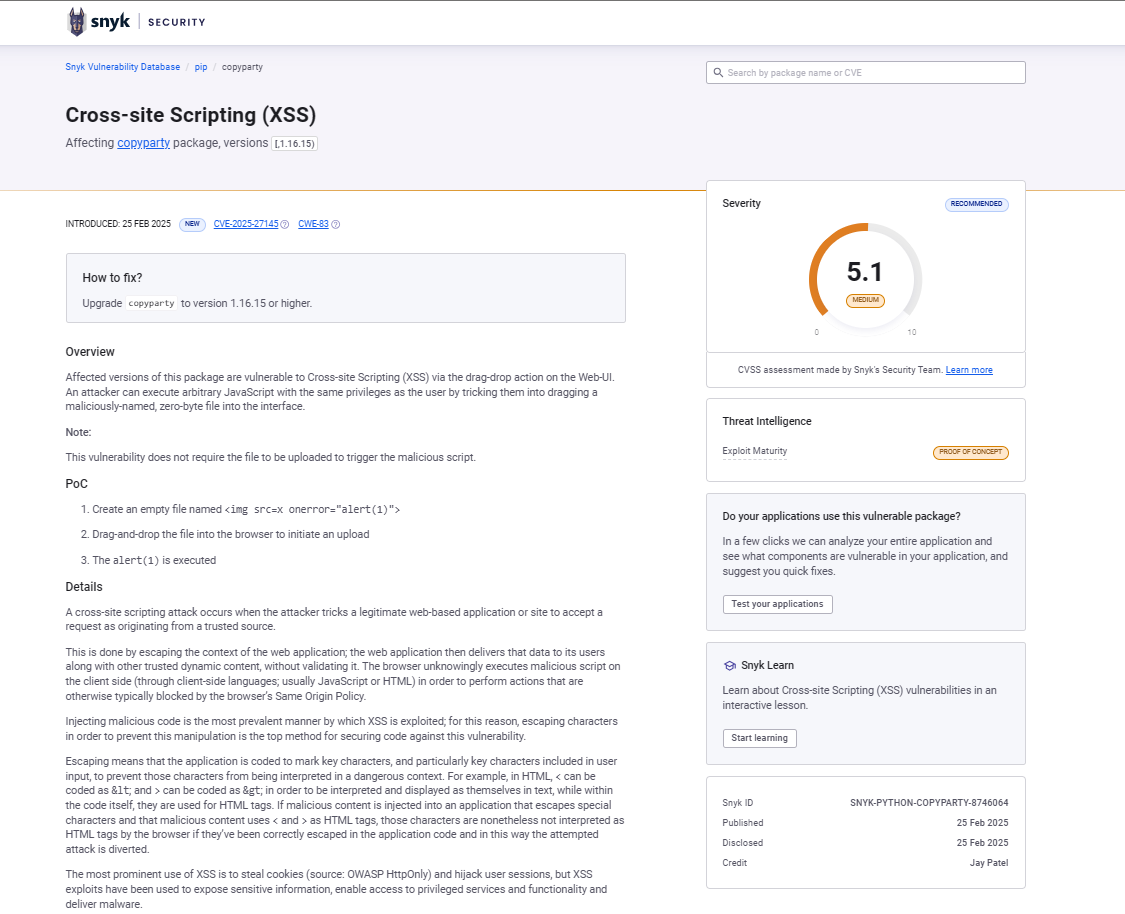 snyk | SECURITY
Snyk Vulnerability Database / pip / copyparty
Search by package name or CVE
Cross-site Scripting (XSS)
Affecting copyparty package, versions [,1.16.15)
INTRODUCED: 25 FEB 2025 NEW CVE-2025-27145 CWE-83
How to fix?
Upgrade copyparty to version 1.16.15 or higher.
Overview
Affected versions of this package are vulnerable to Cross-site Scripting (XSS) via the drag-drop action on the Web-UI.
An attacker can execute arbitrary JavaScript with the same privileges as the user by tricking them into dragging a
maliciously-named, zero-byte file into the interface.
Note:
This vulnerability does not require the file to be uploaded to trigger the malicious script.
PoC
1. Create an empty file named <img src=x onerror="alert(1)">
2. Drag-and-drop the file into the browser to initiate an upload
3. The alert(1) is executed
Details
A cross-site scripting attack occurs when the attacker tricks a legitimate web-based application or site to accept a
request as originating from a trusted source.
This is done by escaping the context of the web application; the web application then delivers that data to its users
along with other trusted dynamic content, without validating it. The browser unknowingly executes malicious script on
the client side (through client-side languages; usually JavaScript or HTML) in order to perform actions that are
otherwise typically blocked by the browser's Same Origin Policy.
Injecting malicious code is the most prevalent manner by which XSS is exploited; for this reason, escaping characters
in order to prevent this manipulation is the top method for securing code against this vulnerability.
Escaping means that the application is coded to mark key characters, and particularly key characters included in user
input, to prevent those characters from being interpreted in a dangerous context. For example, in HTML, < can be
coded as &lt; and > can be coded as &gt; in order to be interpreted and displayed as themselves in text, while within
the code itself, they are used for HTML tags. If malicious content is injected into an application that escapes special
characters and that malicious content uses < and > as HTML tags, those characters are nonetheless not interpreted as
HTML tags by the browser if they've been correctly escaped in the application code and in this way the attempted
attack is diverted.
The most prominent use of XSS is to steal cookies (source: OWASP HttpOnly) and hijack user sessions, but XSS
exploits have been used to expose sensitive information, enable access to privileged services and functionality and
deliver malware.
Severity
RECOMMENDED
5.1
MEDIUM
0 10
CVSS assessment made by Snyk's Security Team. Learn more
Threat Intelligence
Exploit Maturity PROOF OF CONCEPT
Do your applications use this vulnerable package?
In a few clicks we can analyze your entire application and
see what components are vulnerable in your application, and
suggest you quick fixes.
Test your applications
Snyk Learn
Learn about Cross-site Scripting (XSS) vulnerabilities in an
interactive lesson.
Start learning
Snyk ID SNYK-PYTHON-COPYPARTY-8746064
Published 25 Feb 2025
Disclosed 25 Feb 2025
Credit Jay Patel